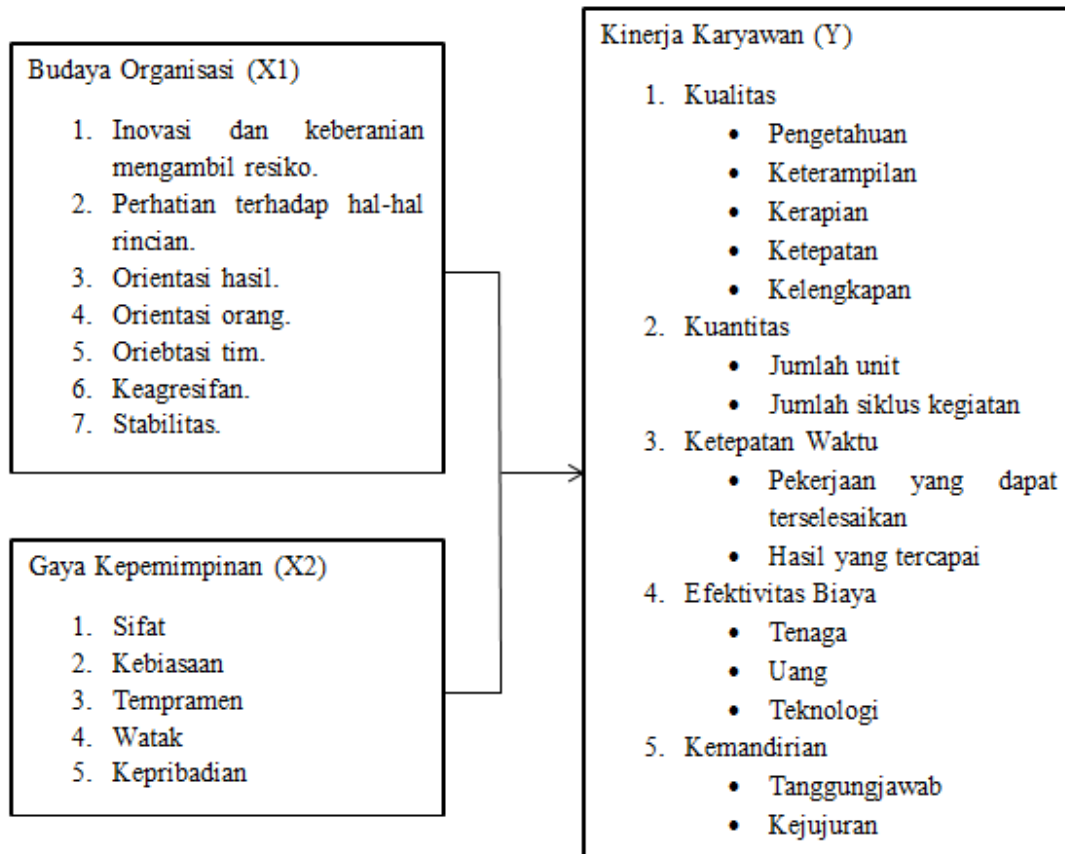 Budaya Organisasi (X1)
1. Inovasi dan keberanian
mengambil resiko.
2. Perhatian terhadap hal-hal
rincian.
3. Orientasi hasil.
4. Orientasi orang.
5. Oriebtasi tim.
6. Keagresifan.
7. Stabilitas.
Gaya Kepemimpinan (X2)
1. Sifat
2. Kebiasaan
3. Tempramen
4. Watak
5. Kepribadian
Kinerja Karyawan (Y)
1. Kualitas
• Pengetahuan
• Keterampilan
• Kerapian
• Ketepatan
• Kelengkapan
2. Kuantitas
• Jumlah unit
• Jumlah siklus kegiatan
3. Ketepatan Waktu
• Pekerjaan yang dapat
terselesaikan
• Hasil yang tercapai
4. Efektivitas Biaya
• Tenaga
• Uang
• Teknologi
5. Kemandirian
• Tanggungjawab
• Kejujuran